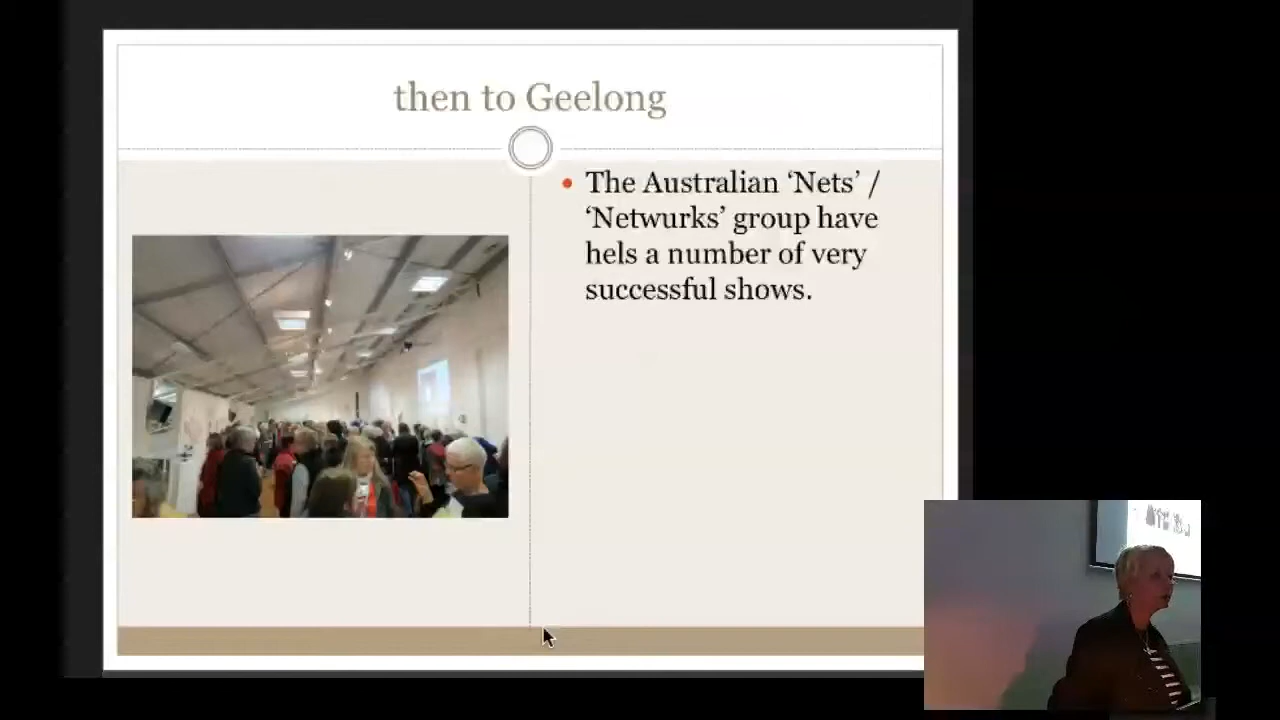 then to Geelong
The Australian ‘Nets’ /
‘Netwurks’ group have
hels a number of very
successful shows.